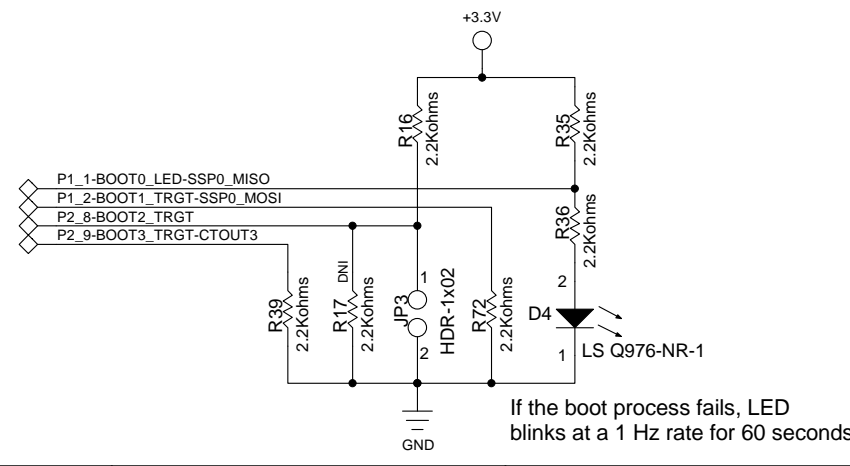 +3.3V
R16
2.2Kohms
R35
2.2Kohms
P1_1-BOOT0_LED-SSP0_MISO
P1_2-BOOT1_TRGT-SSP0_MOSI
P2_8-BOOT2_TRGT
P2_9-BOOT3_TRGT-CTOUT3
R36
2.2Kohms
R39
2.2Kohms
DNI
R17
2.2Kohms
1
JP3
HDR-1x02
2
R72
2.2Kohms
2
D4
1
LS Q976-NR-1
GND
If the boot process fails, LED
blinks at a 1 Hz rate for 60 seconds